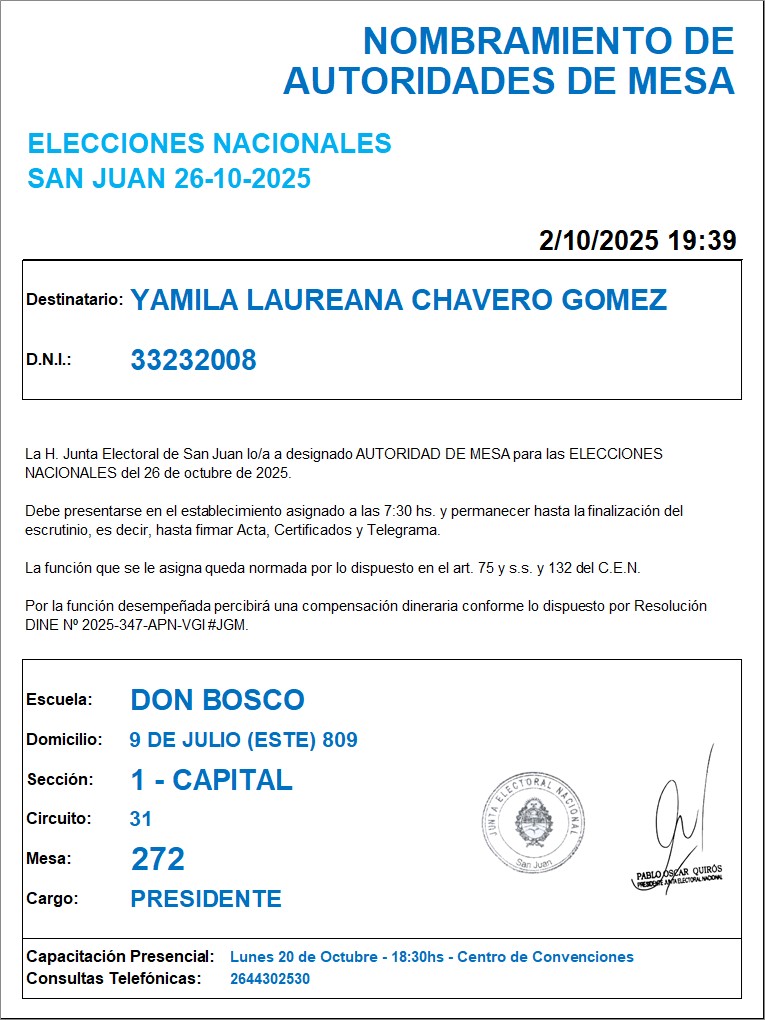 NOMBRAMIENTO DE
AUTORIDADES DE MESA
ELECCIONES NACIONALES
SAN JUAN 26-10-2025
2/10/2025 19:39
Destinatario: YAMILA LAUREANA CHAVERO GOMEZ
D.N.I.: 33232008
La H. Junta Electoral de San Juan lo/a a designado AUTORIDAD DE MESA para las ELECCIONES
NACIONALES del 26 de octubre de 2025.
Debe presentarse en el establecimiento asignado a las 7:30 hs. y permanecer hasta la finalización del
escrutinio, es decir, hasta firmar Acta, Certificados y Telegrama.
La función que se le asigna queda normada por lo dispuesto en el art. 75 y s.s. y 132 del C.E.N.
Por la función desempeñada percibirá una compensación dineraria conforme lo dispuesto por Resolución
DINE Nº 2025-347-APN-VGI#JGM.
Escuela: DON BOSCO
Domicilio: 9 DE JULIO (ESTE) 809
Sección: 1 - CAPITAL
Circuito: 31
Mesa: 272
Cargo: PRESIDENTE
JUNTA ELECTORAL NACIONAL
San Juan
PABLO OSCAR QUIRÓS
PRESIDENTE JUNTA ELECTORAL NACIONAL
Capacitación Presencial: Lunes 20 de Octubre - 18:30hs - Centro de Convenciones
Consultas Telefónicas: 2644302530